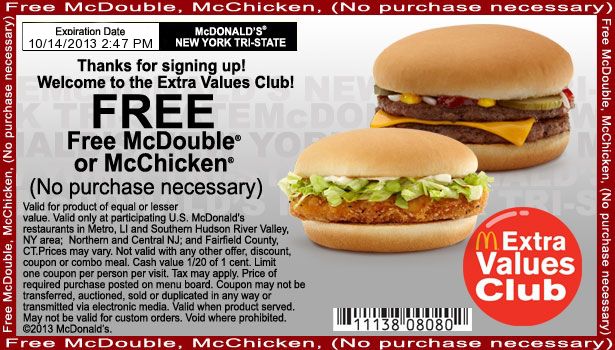 Free McDouble, McChicken, (No purchase necessary)
Expiration Date
10/14/2013 2:47 PM
McDONALD'S®
NEW YORK TRI-STATE
Thanks for signing up!
Welcome to the Extra Values Club!
FREE
Free McDouble®
or McChicken®
(No purchase necessary)
Valid for product of equal or lesser
value. Valid only at participating U.S. McDonald's
restaurants in Metro, LI and Southern Hudson River Valley,
NY area;  Northern and Central NJ; and Fairfield County,
CT.Prices may vary. Not valid with any other offer, discount,
coupon or combo meal. Cash value 1/20 of 1 cent. Limit
one coupon per person per visit. Tax may apply. Price of
required purchase posted on menu board. Coupon may not be
transferred, auctioned, sold or duplicated in any way or
transmitted via electronic media. Valid when product served.
May not be valid for custom orders. Void where prohibited.
©2013 McDonald's.
Extra
Values
Club
11138 08080
Free McDouble, McChicken, (No purchase necessary)
Free McDouble, McChicken, (No purchase necessary)
Free McDouble, McChicken, (No purchase necessary)